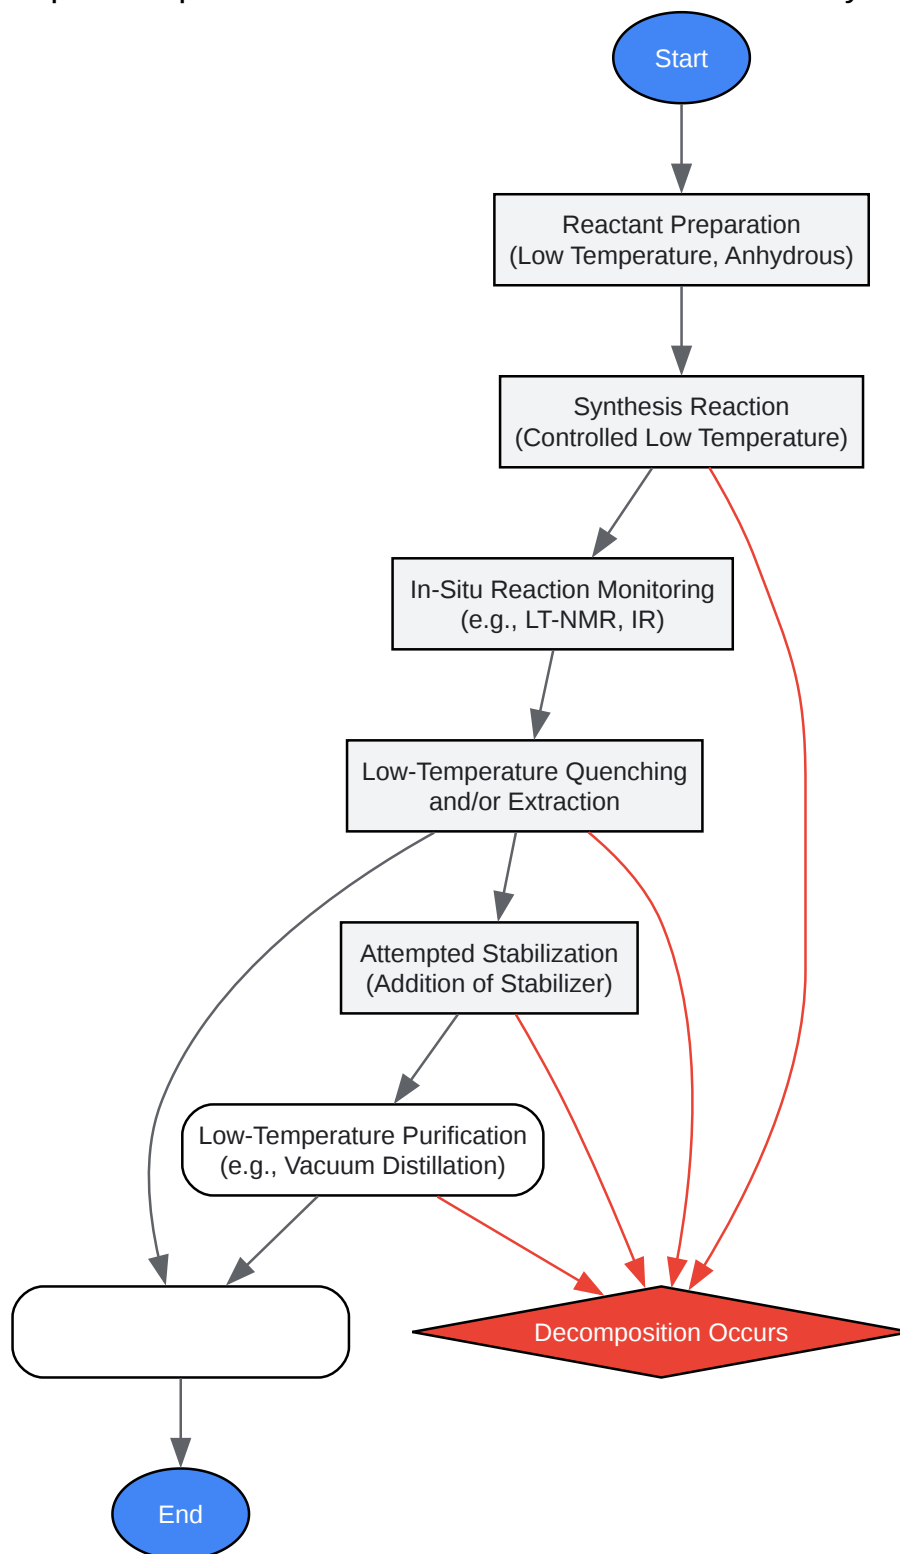 Start
Reactant Preparation
(Low Temperature, Anhydrous)
Synthesis Reaction
(Controlled Low Temperature)
In-Situ Reaction Monitoring
(e.g., LT-NMR, IR)
Low-Temperature Quenching
and/or Extraction
Attempted Stabilization
(Addition of Stabilizer)
Low-Temperature Purification
(e.g., Vacuum Distillation)
Decomposition Occurs
End